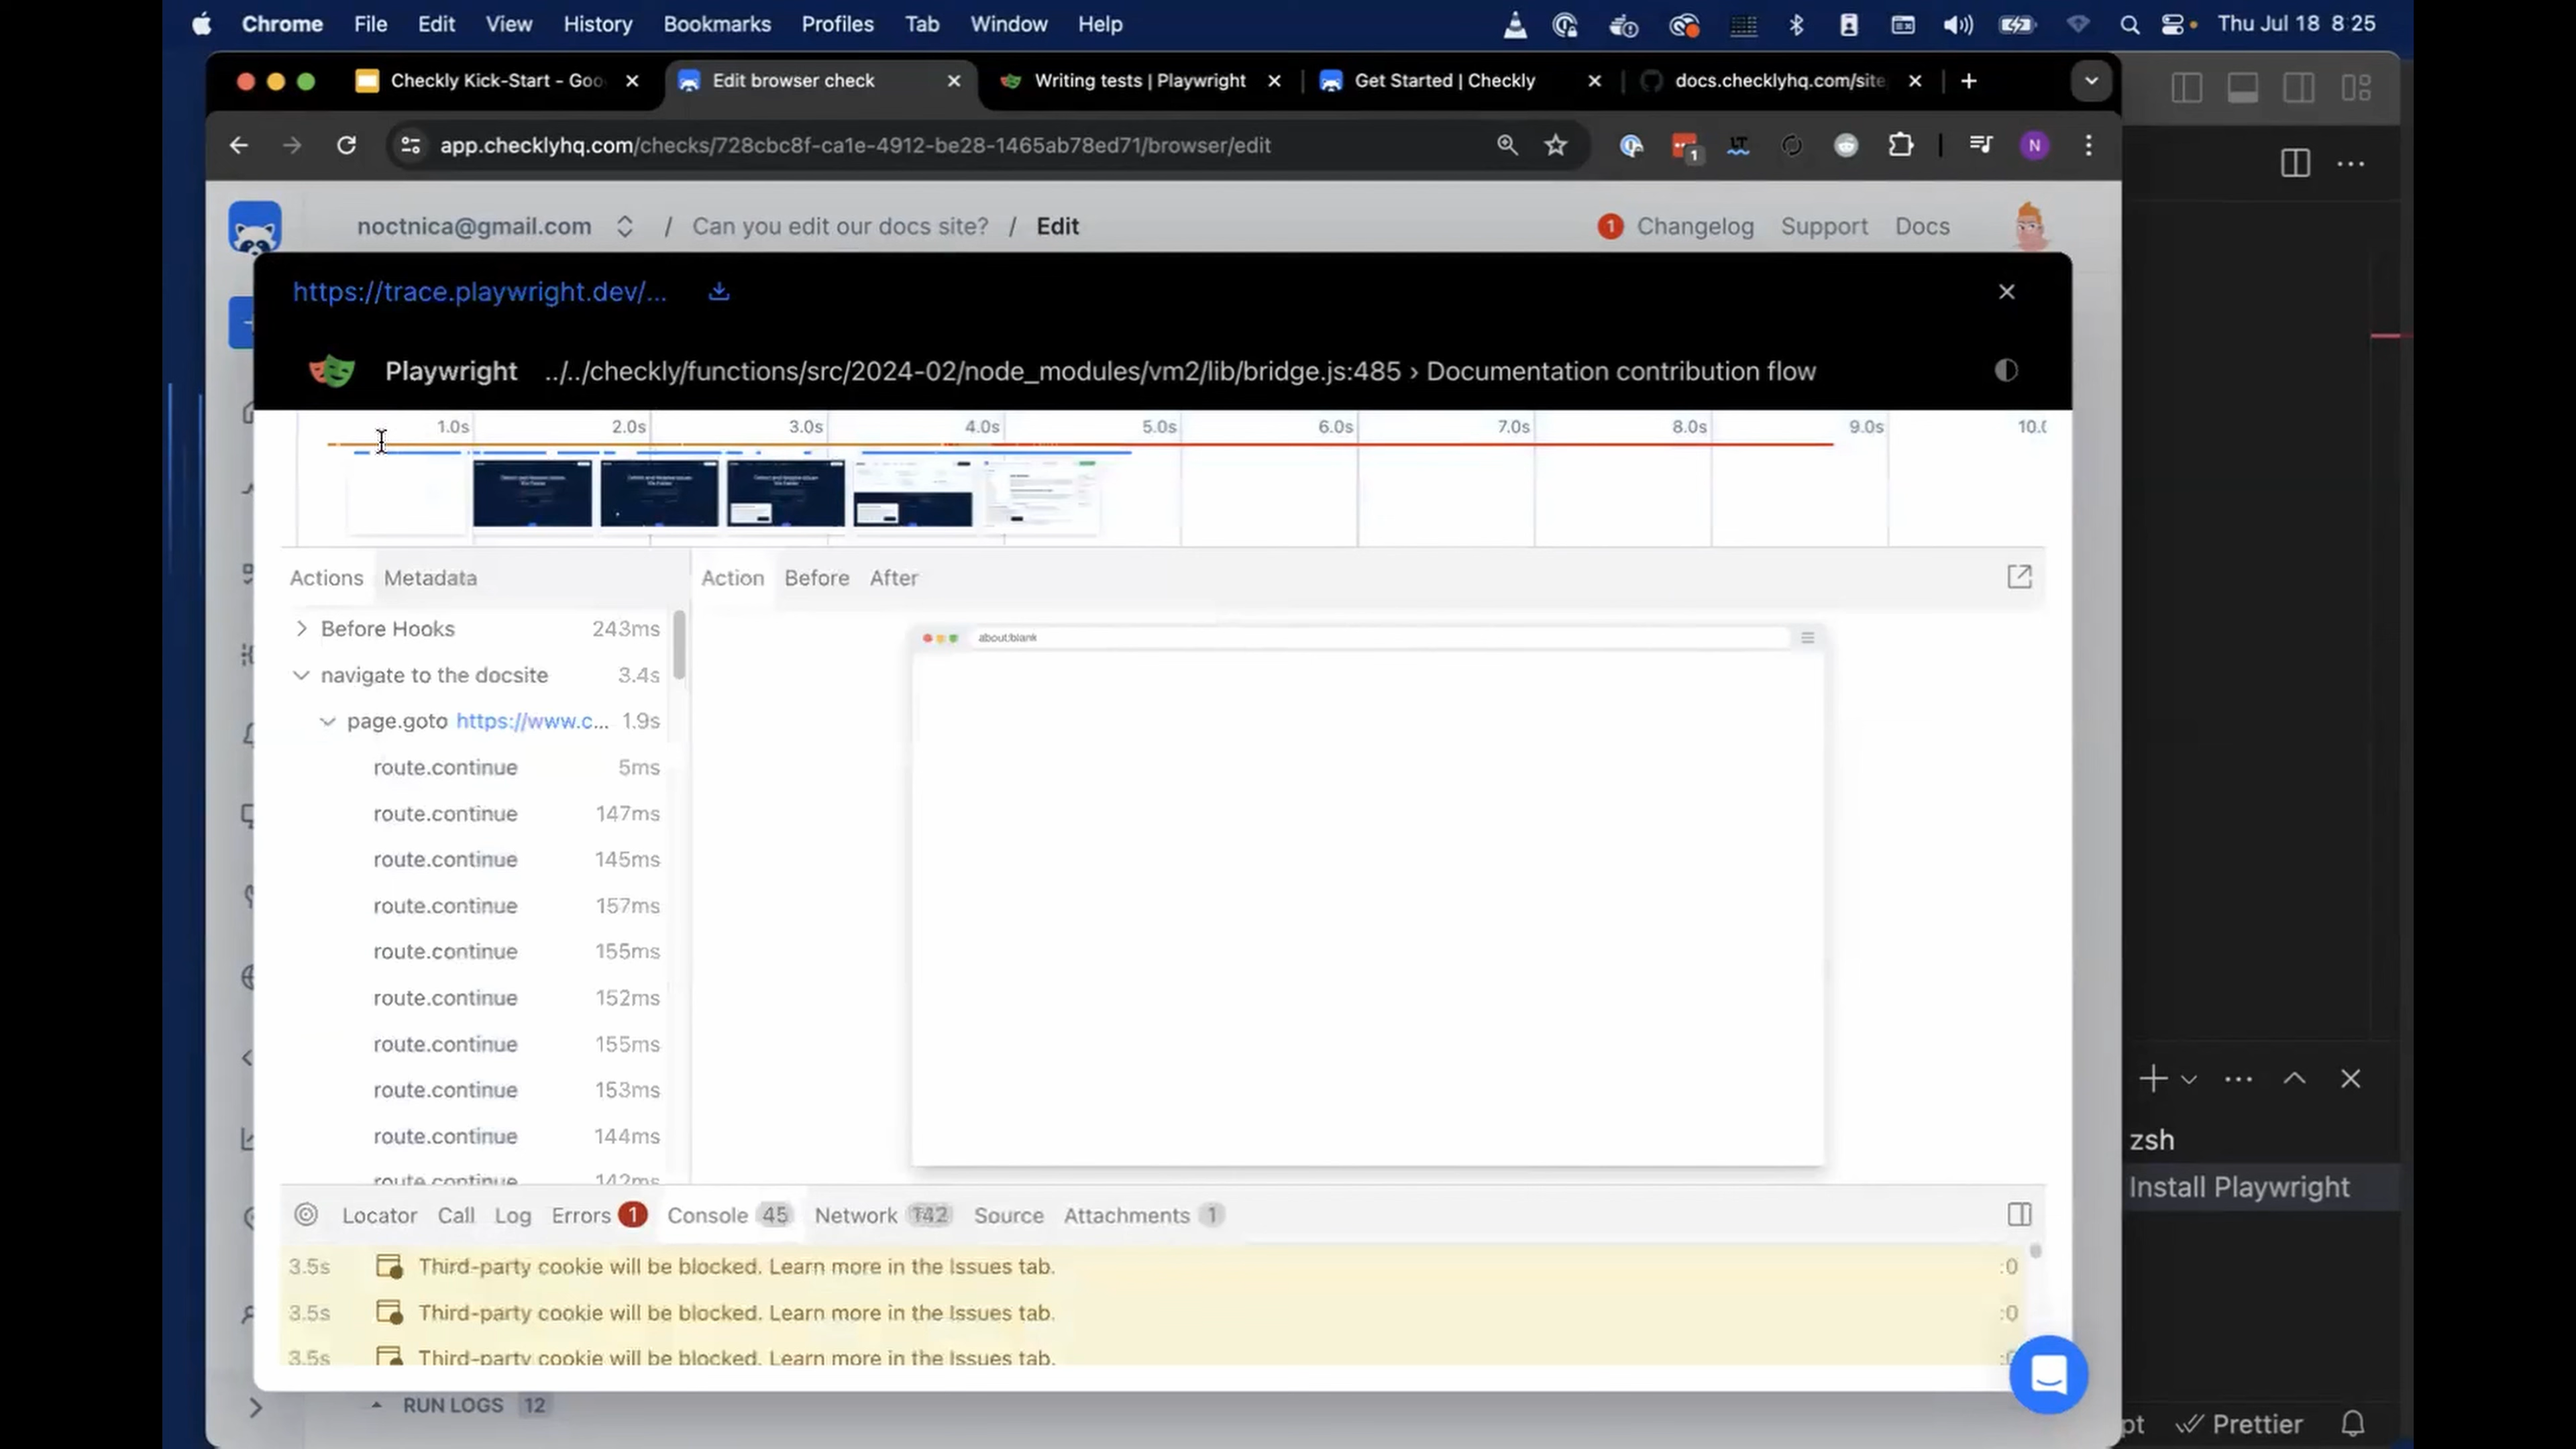 Chrome File Edit View History Bookmarks Profiles Tab Window Help Thu Jul 18 8:25
Checkly Kick-Start - Goo Edit browser check Writing tests | Playwright Get Started | Checkly docs.checklyhq.com/site
app.checklyhq.com/checks/728cbc8f-ca1e-4912-be28-1465ab78ed71/browser/edit 1 LT N
noctnica@gmail.com / Can you edit our docs site? / Edit 1 Changelog Support Docs
https://trace.playwright.dev/...
Playwright ../../checkly/functions/src/2024-02/node_modules/vm2/lib/bridge.js:485 › Documentation contribution flow
1.0s 2.0s 3.0s 4.0s 5.0s 6.0s 7.0s 8.0s 9.0s 10.0
Actions Metadata Action Before After
Before Hooks 243ms
about:blank
navigate to the docsite 3.4s
page.goto https://www.c... 1.9s
route.continue 5ms
route.continue 147ms
route.continue 145ms
route.continue 157ms
route.continue 155ms
route.continue 152ms
route.continue 155ms
route.continue 153ms
route.continue 144ms
route.continue 142ms
zsh
Install Playwright
Locator Call Log Errors 1 Console 45 Network 142 Source Attachments 1
3.5s Third-party cookie will be blocked. Learn more in the Issues tab. :0
3.5s Third-party cookie will be blocked. Learn more in the Issues tab. :0
3.5s Third-party cookie will be blocked. Learn more in the Issues tab. :0
RUN LOGS 12
pt Prettier